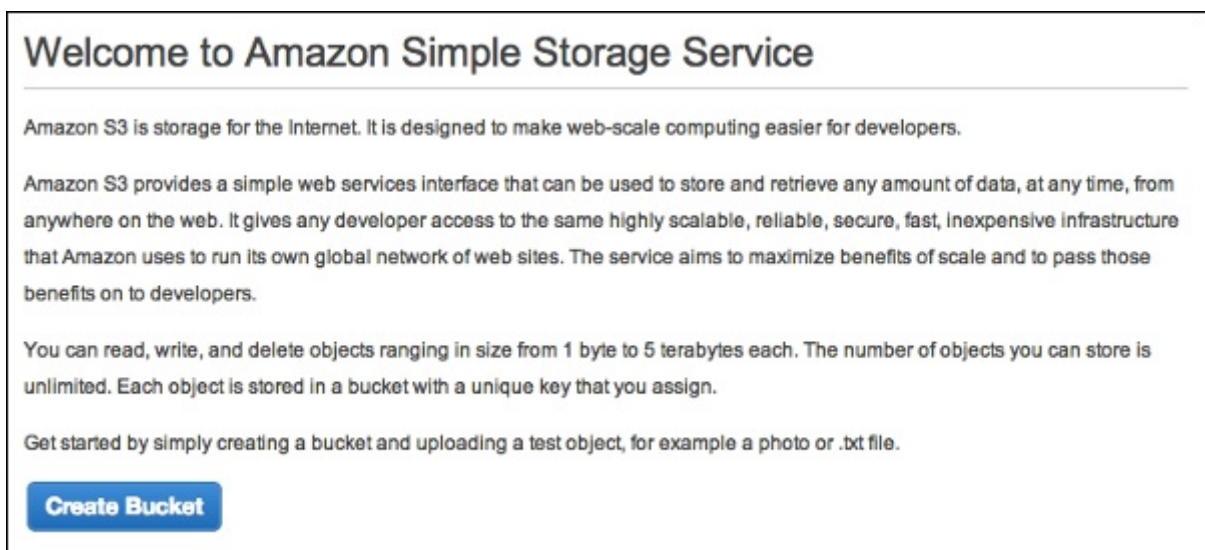 Welcome to Amazon Simple Storage Service
Amazon S3 is storage for the Internet. It is designed to make web-scale computing easier for developers.
Amazon S3 provides a simple web services interface that can be used to store and retrieve any amount of data, at any time, from
anywhere on the web. It gives any developer access to the same highly scalable, reliable, secure, fast, inexpensive infrastructure
that Amazon uses to run its own global network of web sites. The service aims to maximize benefits of scale and to pass those
benefits on to developers.
You can read, write, and delete objects ranging in size from 1 byte to 5 terabytes each. The number of objects you can store is
unlimited. Each object is stored in a bucket with a unique key that you assign.
Get started by simply creating a bucket and uploading a test object, for example a photo or .txt file.
Create Bucket